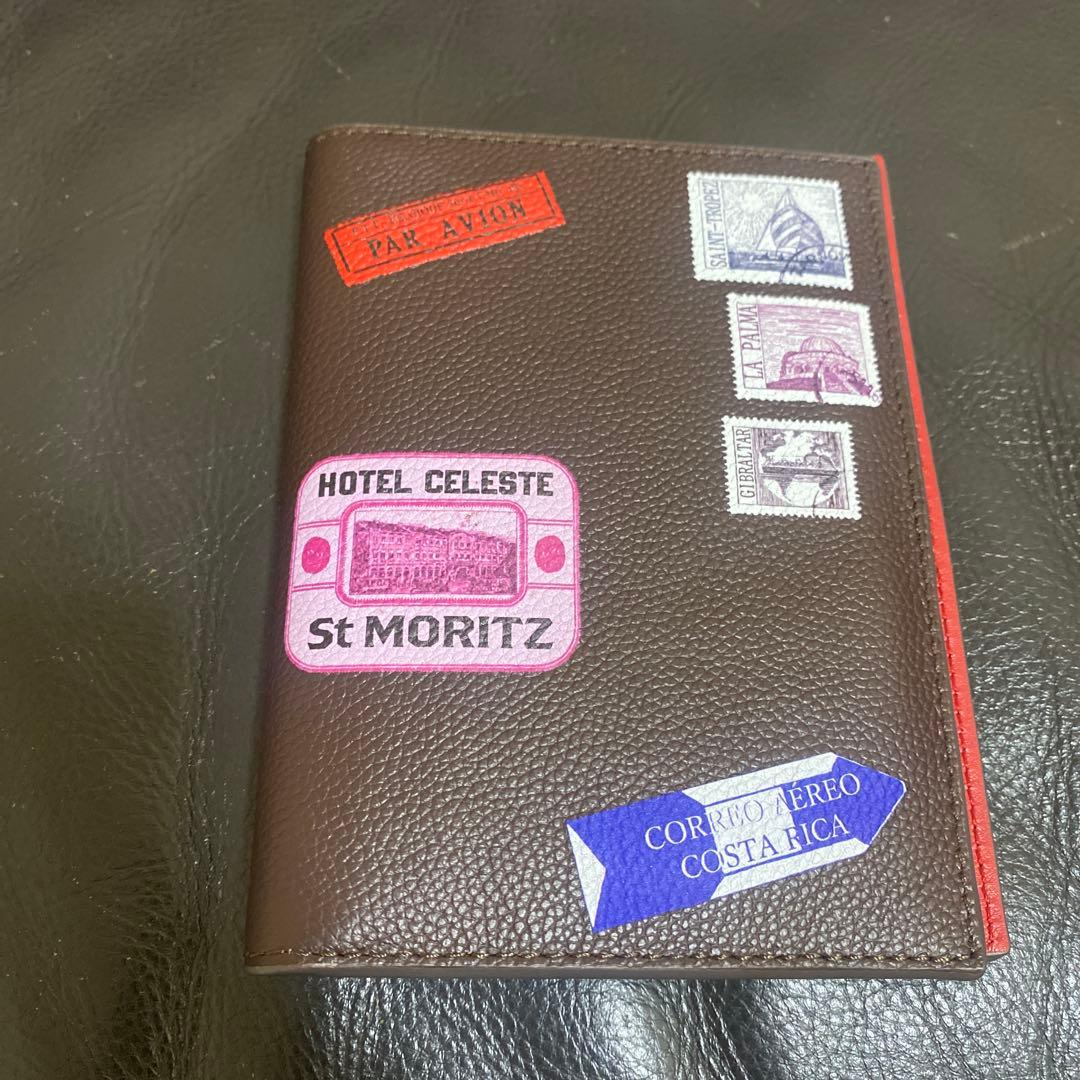 PAR AVION
SAINT-TROPEZ
LA PALMA
GIBRALTAR
HOTEL CELESTE
St MORITZ
CORREO AÉREO
COSTA RICA